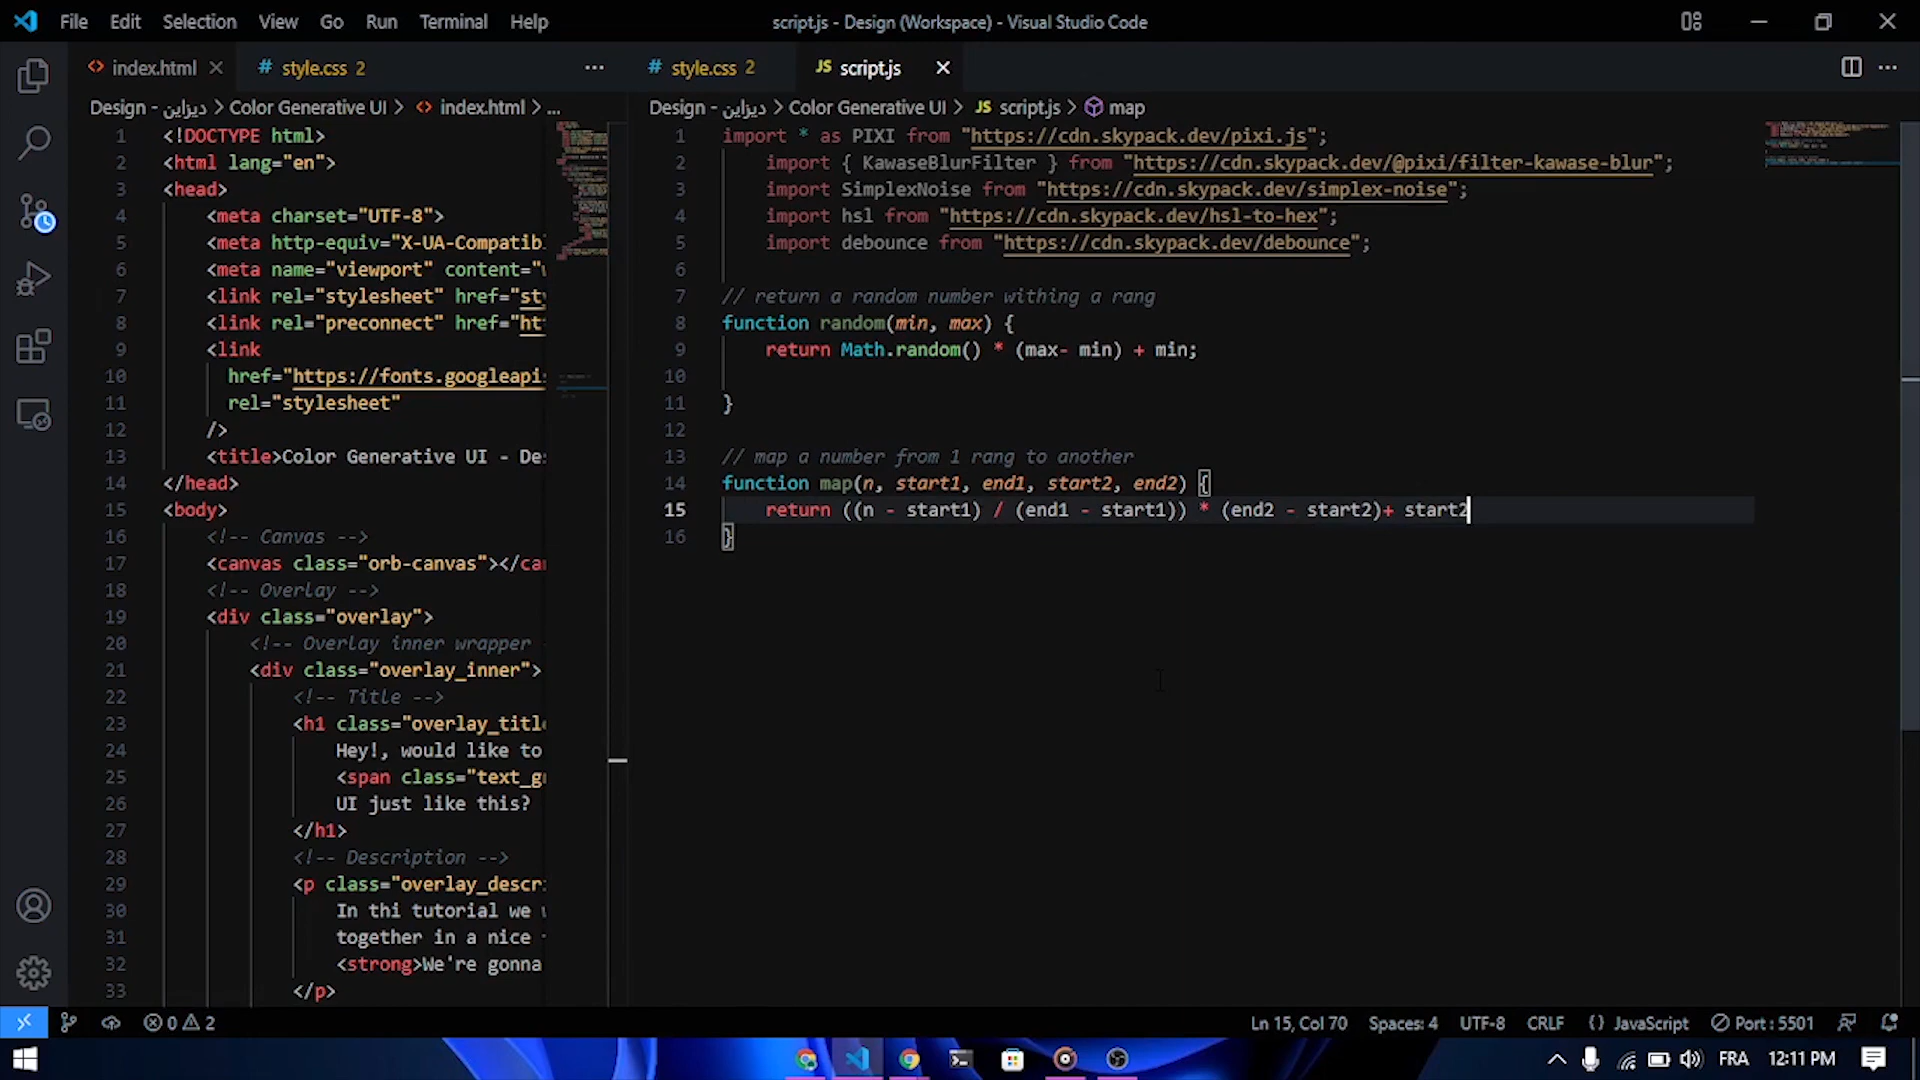 File Edit Selection View Go Run Terminal Help
script.js - Design (Workspace) - Visual Studio Code
<> index.html
# style.css 2
# style.css 2
JS script.js
Design - ديزاين > Color Generative UI > <> index.html > ...
Design - ديزاين > Color Generative UI > JS script.js > map
1 <!DOCTYPE html>
2 <html lang="en">
3 <head>
4 <meta charset="UTF-8">
5 <meta http-equiv="X-UA-Compatibl
6 <meta name="viewport" content="w
7 <link rel="stylesheet" href="st
8 <link rel="preconnect" href="ht
9 <link
10 href="https://fonts.googleapi
11 rel="stylesheet"
12 />
13 <title>Color Generative UI - De
14 </head>
15 <body>
16 <!-- Canvas -->
17 <canvas class="orb-canvas"></ca
18 <!-- Overlay -->
19 <div class="overlay">
20 <!-- Overlay inner wrapper
21 <div class="overlay_inner">
22 <!-- Title -->
23 <h1 class="overlay_titl
24 Hey!, would like to
25 <span class="text_g
26 UI just like this?
27 </h1>
28 <!-- Description -->
29 <p class="overlay_descr
30 In thi tutorial we
31 together in a nice
32 <strong>We're gonna
33 </p>
1 import * as PIXI from "https://cdn.skypack.dev/pixi.js";
2 import { KawaseBlurFilter } from "https://cdn.skypack.dev/@pixi/filter-kawase-blur";
3 import SimplexNoise from "https://cdn.skypack.dev/simplex-noise";
4 import hsl from "https://cdn.skypack.dev/hsl-to-hex";
5 import debounce from "https://cdn.skypack.dev/debounce";
6
7 // return a random number withing a rang
8 function random(min, max) {
9 return Math.random() * (max- min) + min;
10
11 }
12
13 // map a number from 1 rang to another
14 function map(n, start1, end1, start2, end2) {
15 return ((n - start1) / (end1 - start1)) * (end2 - start2)+ start2
16 }
0 2
Ln 15, Col 70 Spaces: 4 UTF-8 CRLF {} JavaScript Port : 5501
FRA 12:11 PM